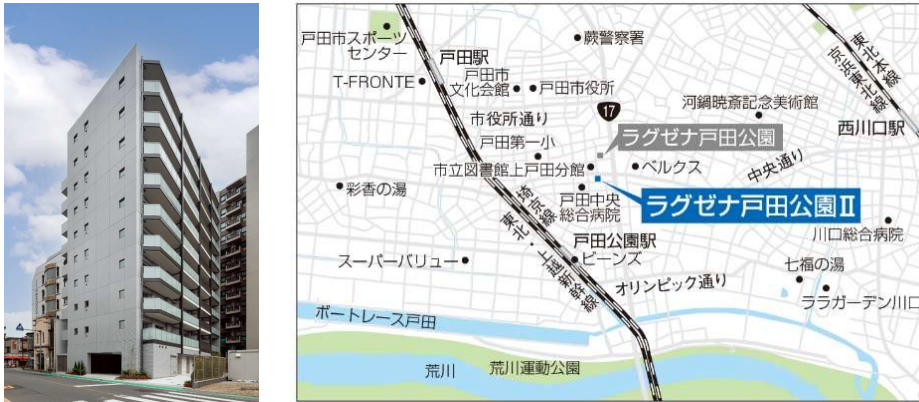 戸田市スポーツ
センター
戸田駅
T-FRONTE
戸田市
文化会館
戸田市役所
蕨警察署
市役所通り
17
河鍋暁斎記念美術館
東北本線
京浜東北線
西川口駅
戸田第一小
ラグゼナ戸田公園
市立図書館上戸田分館
ベルクス
中央通り
彩香の湯
戸田中央
総合病院
ラグゼナ戸田公園Ⅱ
埼京線
東北・上越新幹線
戸田公園駅
ビーンズ
川口総合病院
スーパーバリュー
オリンピック通り
七福の湯
ララガーデン川口
ボートレース戸田
荒川
荒川運動公園